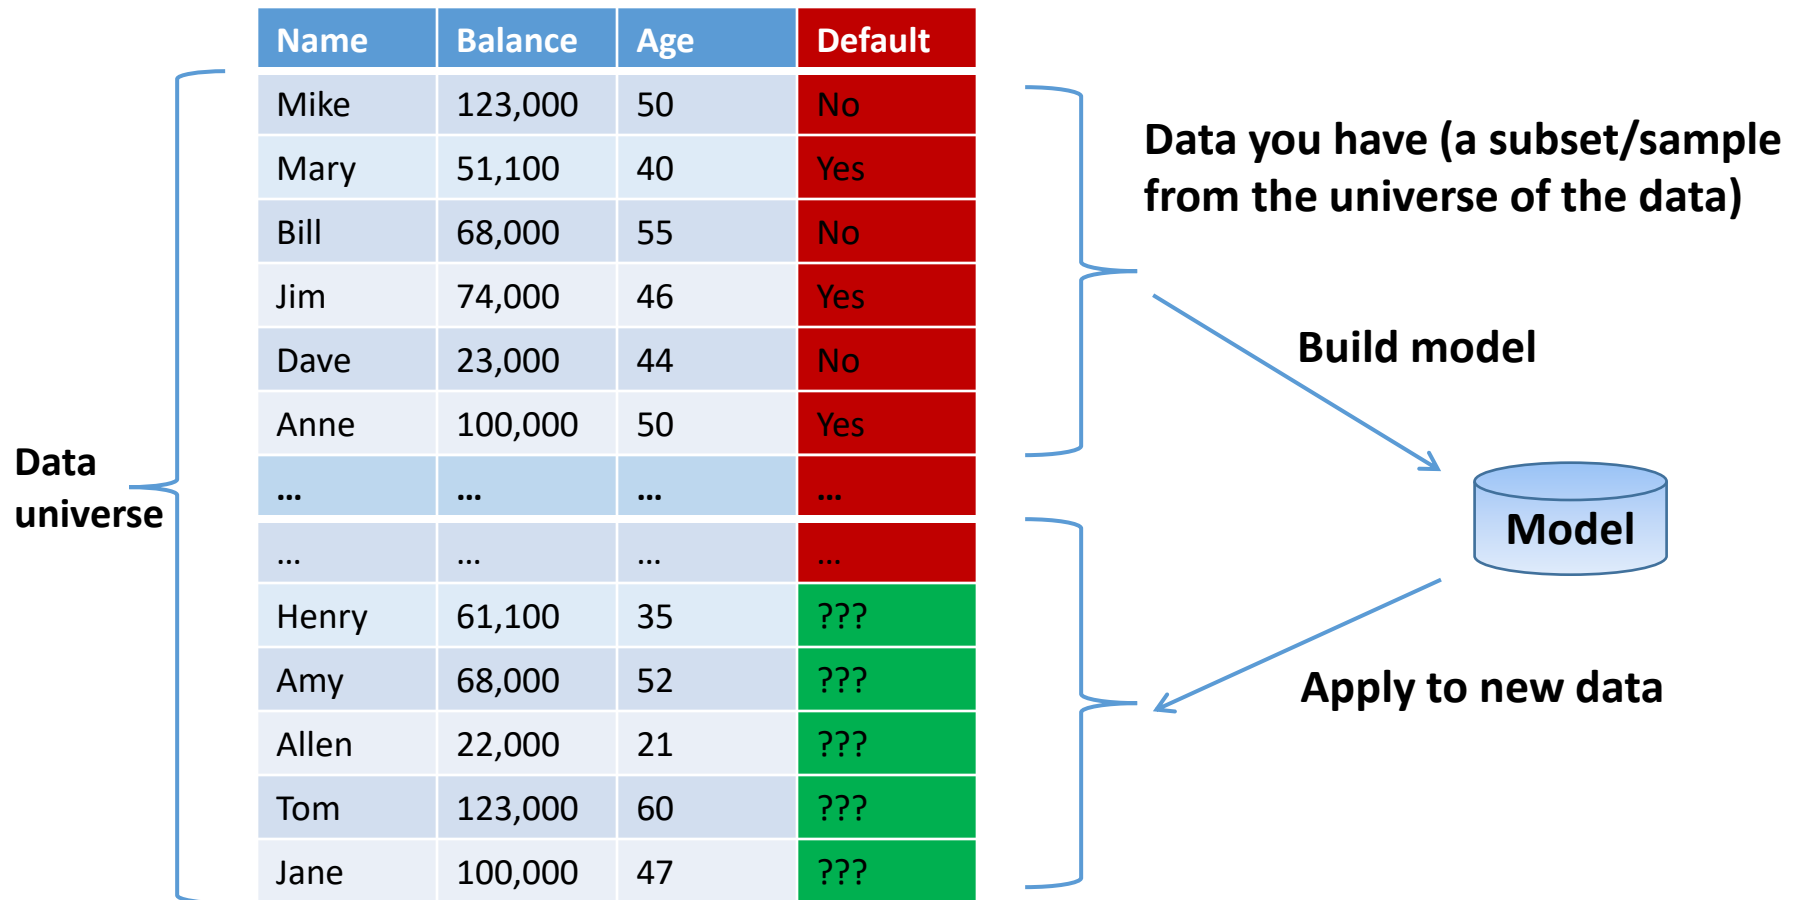 Name Balance Age Default
Mike 123,000 50 No
Mary 51,100 40 Yes
Bill 68,000 55 No
Jim 74,000 46 Yes
Dave 23,000 44 No
Anne 100,000 50 Yes
... ... ... ...
... ... ... ...
Henry 61,100 35 ???
Amy 68,000 52 ???
Allen 22,000 21 ???
Tom 123,000 60 ???
Jane 100,000 47 ???
Data
universe
Data you have (a subset/sample
from the universe of the data)
Build model
Model
Apply to new data